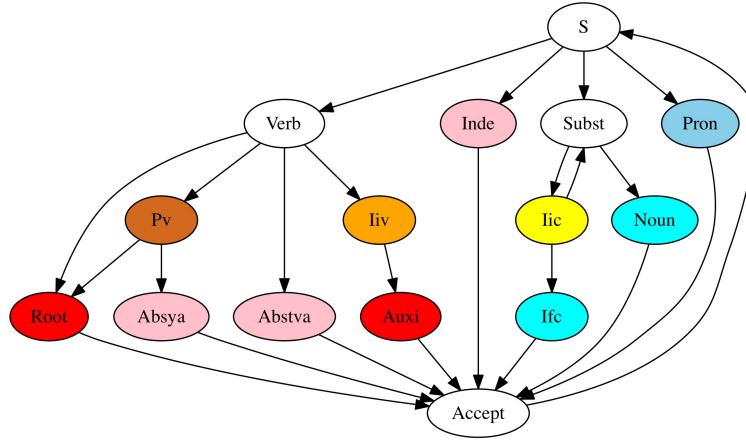 S
Verb
Inde
Subst
Pron
Pv
Iiv
Iic
Noun
Root
Absya
Abstva
Auxi
Ifc
Accept